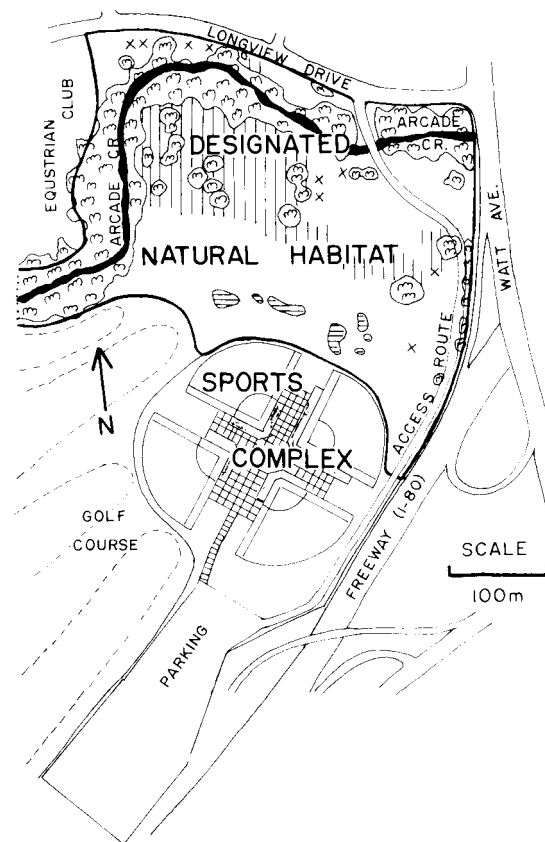 LONGVIEW DRIVE
EQUSTRIAN CLUB
ARCADE CR.
DESIGNATED
ARCADE
CR.
NATURAL HABITAT
WATT AVE.
N
SPORTS
COMPLEX
ACCESS ROUTE
FREEWAY (I-80)
GOLF
COURSE
SCALE
100m
PARKING